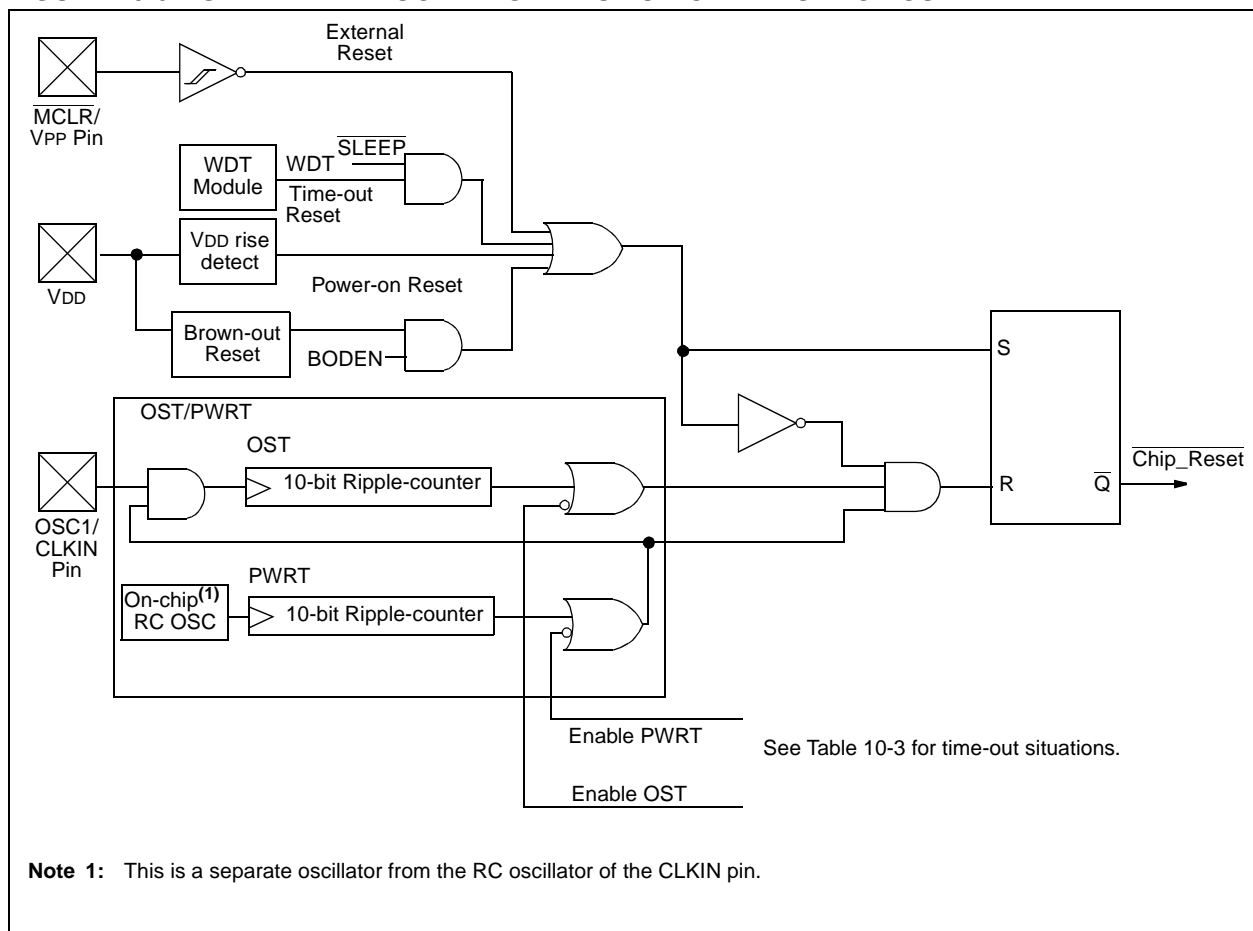 External
Reset
MCLR/
VPP Pin
SLEEP
WDT
Module
WDT
Time-out
Reset
VDD rise
detect
VDD
Power-on Reset
Brown-out
Reset
BODEN
S
OST/PWRT
OST
10-bit Ripple-counter
Chip_Reset
R
Q
OSC1/
CLKIN
Pin
PWRT
On-chip(1)
RC OSC
10-bit Ripple-counter
Enable PWRT
See Table 10-3 for time-out situations.
Enable OST
Note 1: This is a separate oscillator from the RC oscillator of the CLKIN pin.